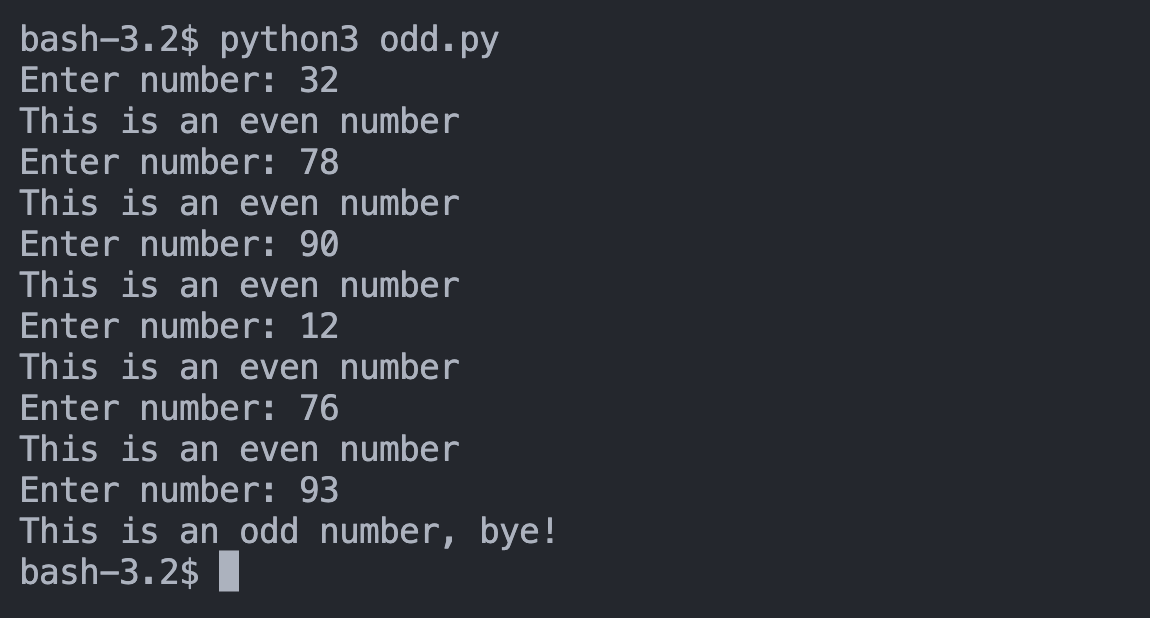 bash-3.2$ python3 odd.py
Enter number: 32
This is an even number
Enter number: 78
This is an even number
Enter number: 90
This is an even number
Enter number: 12
This is an even number
Enter number: 76
This is an even number
Enter number: 93
This is an odd number, bye!
bash-3.2$